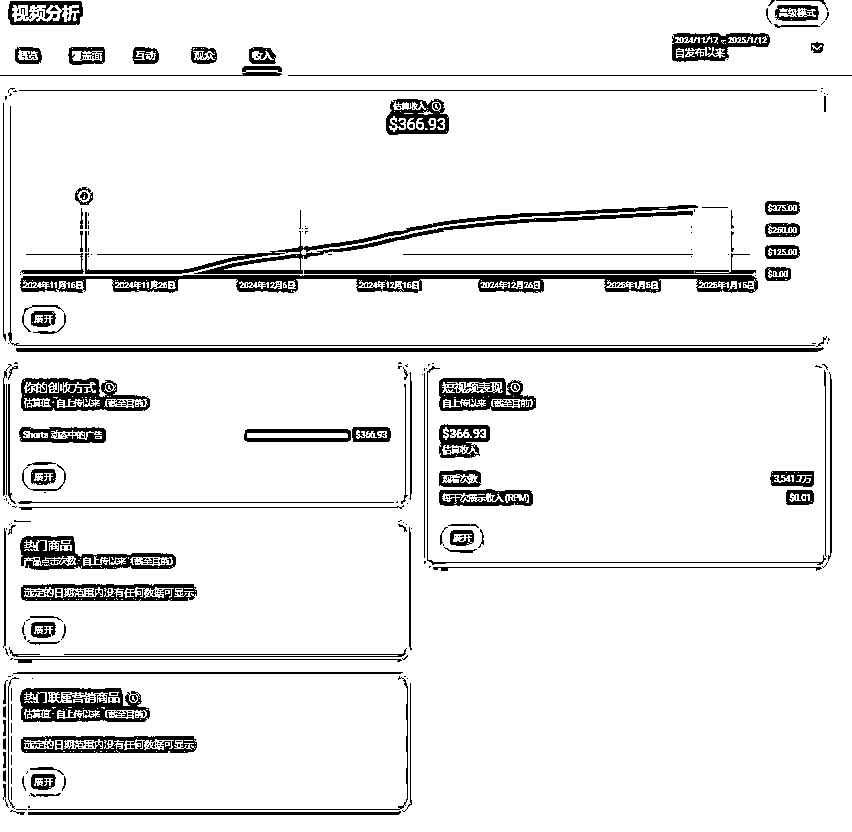 视频分析
高级模式
概览 覆盖面 互动 观众 收入
2024/11/17 – 2025/1/12
自发布以来
估算收入
$366.93
$375.00
$250.00
$125.00
$0.00
2024年11月16日 2024年11月26日 2024年12月6日 2024年12月16日 2024年12月26日 2025年1月5日 2025年1月15日
展开
你的创收方式
估算值 · 自上传以来（截至目前）
Shorts 动态中的广告 $366.93
展开
短视频表现
自上传以来（截至目前）
$366.93
估算收入
观看次数 3,541.7万
每千次展示收入 (RPM) $0.01
展开
热门商品
产品点击次数 · 自上传以来（截至目前）
选定的日期范围内没有任何数据可显示
展开
热门联属营销商品
估算值 · 自上传以来（截至目前）
选定的日期范围内没有任何数据可显示
展开